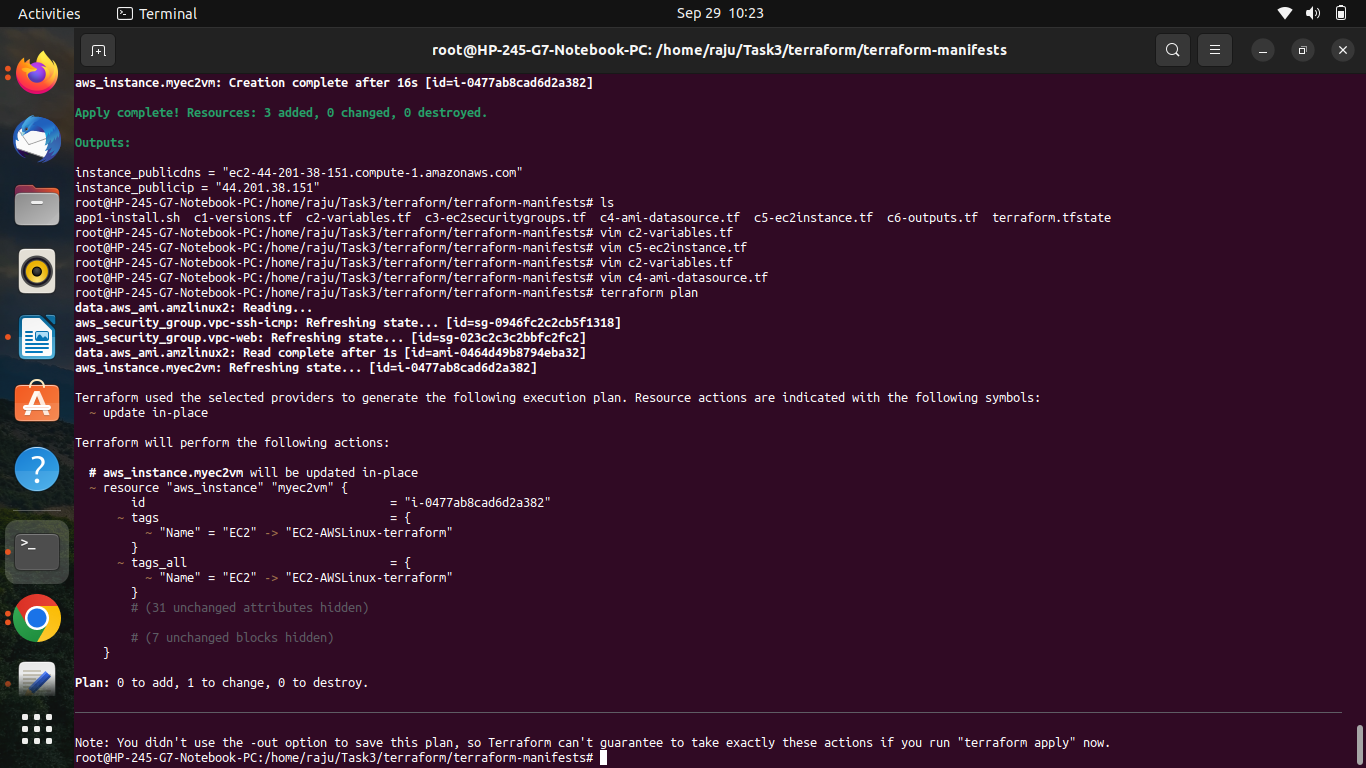 Activities
Terminal
Sep 29 10:23
root@HP-245-G7-Notebook-PC: /home/raju/Task3/terraform/terraform-manifests
aws_instance.myec2vm: Creation complete after 16s [id=i-0477ab8cad6d2a382]
Apply complete! Resources: 3 added, 0 changed, 0 destroyed.
Outputs:
instance_publicdns = "ec2-44-201-38-151.compute-1.amazonaws.com"
instance_publicip = "44.201.38.151"
root@HP-245-G7-Notebook-PC:/home/raju/Task3/terraform/terraform-manifests# ls
app1-install.sh  c1-versions.tf  c2-variables.tf  c3-ec2securitygroups.tf  c4-ami-datasource.tf  c5-ec2instance.tf  c6-outputs.tf  terraform.tfstate
root@HP-245-G7-Notebook-PC:/home/raju/Task3/terraform/terraform-manifests# vim c2-variables.tf
root@HP-245-G7-Notebook-PC:/home/raju/Task3/terraform/terraform-manifests# vim c5-ec2instance.tf
root@HP-245-G7-Notebook-PC:/home/raju/Task3/terraform/terraform-manifests# vim c2-variables.tf
root@HP-245-G7-Notebook-PC:/home/raju/Task3/terraform/terraform-manifests# vim c4-ami-datasource.tf
root@HP-245-G7-Notebook-PC:/home/raju/Task3/terraform/terraform-manifests# terraform plan
data.aws_ami.amzlinux2: Reading...
aws_security_group.vpc-ssh-icmp: Refreshing state... [id=sg-0946fc2c2cb5f1318]
aws_security_group.vpc-web: Refreshing state... [id=sg-023c2c3c2bbfc2fc2]
data.aws_ami.amzlinux2: Read complete after 1s [id=ami-0464d49b8794eba32]
aws_instance.myec2vm: Refreshing state... [id=i-0477ab8cad6d2a382]
Terraform used the selected providers to generate the following execution plan. Resource actions are indicated with the following symbols:
  ~ update in-place
Terraform will perform the following actions:
  # aws_instance.myec2vm will be updated in-place
  ~ resource "aws_instance" "myec2vm" {
        id                                   = "i-0477ab8cad6d2a382"
      ~ tags                                 = {
          ~ "Name" = "EC2" -> "EC2-AWSLinux-terraform"
        }
      ~ tags_all                             = {
          ~ "Name" = "EC2" -> "EC2-AWSLinux-terraform"
        }
        # (31 unchanged attributes hidden)
        # (7 unchanged blocks hidden)
    }
Plan: 0 to add, 1 to change, 0 to destroy.
Note: You didn't use the -out option to save this plan, so Terraform can't guarantee to take exactly these actions if you run "terraform apply" now.
root@HP-245-G7-Notebook-PC:/home/raju/Task3/terraform/terraform-manifests#